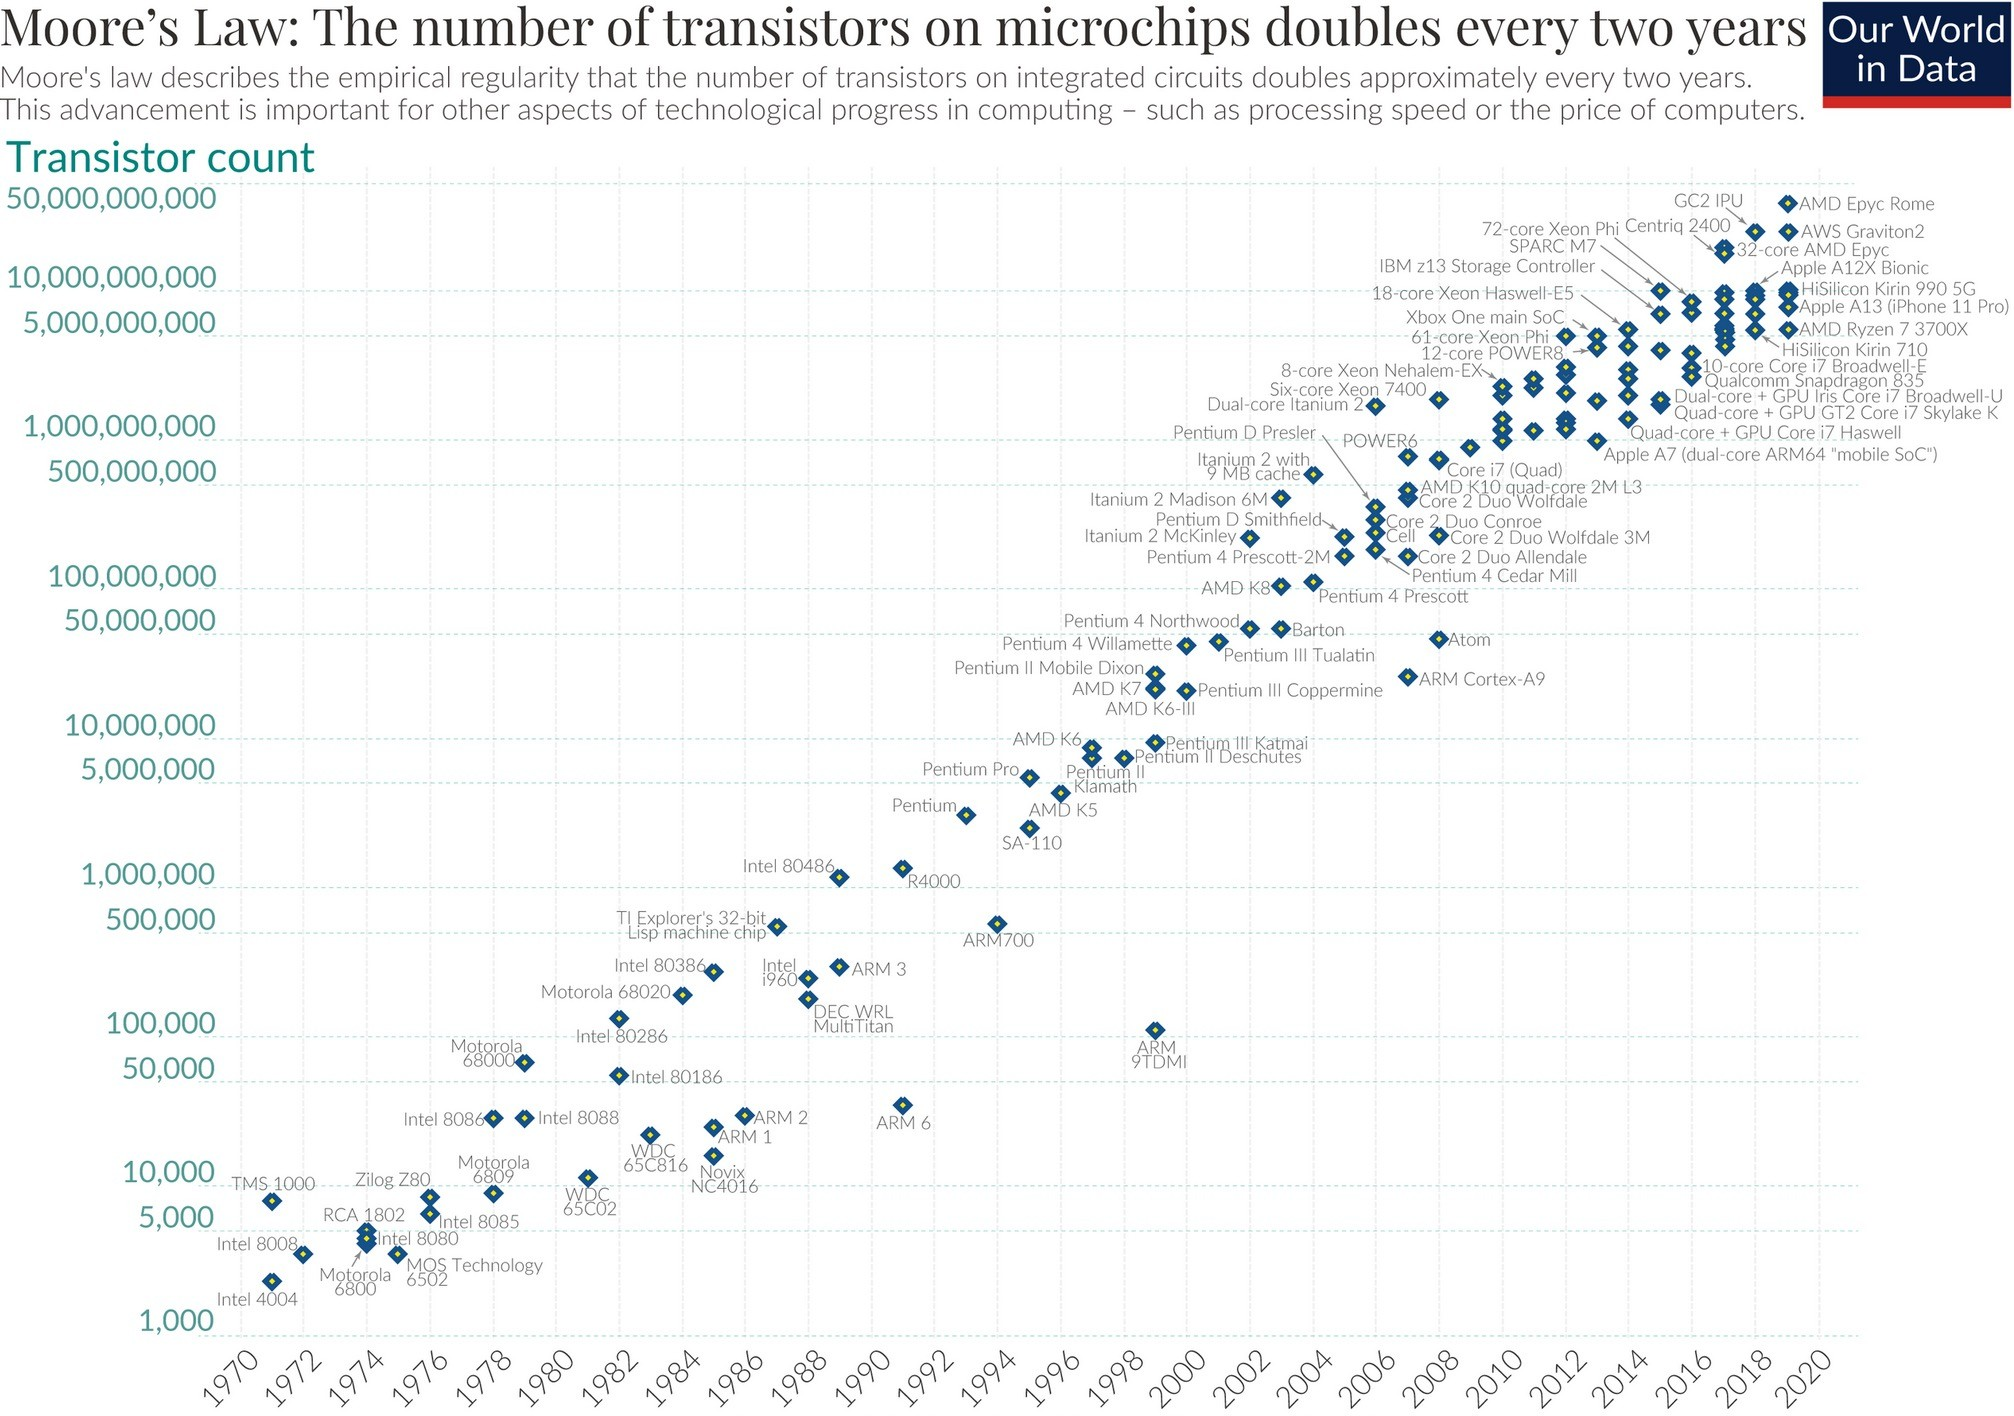 Moore's Law: The number of transistors on microchips doubles every two years
Our World
in Data
Moore's law describes the empirical regularity that the number of transistors on integrated circuits doubles approximately every two years.
This advancement is important for other aspects of technological progress in computing – such as processing speed or the price of computers.
Transistor count
50,000,000,000
10,000,000,000
5,000,000,000
1,000,000,000
500,000,000
100,000,000
50,000,000
10,000,000
5,000,000
1,000,000
500,000
100,000
50,000
10,000
5,000
1,000
GC2 IPU
AMD Epyc Rome
72-core Xeon Phi
Centriq 2400
AWS Graviton2
SPARC M7
32-core AMD Epyc
IBM z13 Storage Controller
Apple A12X Bionic
18-core Xeon Haswell-E5
HiSilicon Kirin 990 5G
Apple A13 (iPhone 11 Pro)
Xbox One main SoC
61-core Xeon Phi
AMD Ryzen 7 3700X
12-core POWER8
HiSilicon Kirin 710
8-core Xeon Nehalem-EX
10-core Core i7 Broadwell-E
Six-core Xeon 7400
Qualcomm Snapdragon 835
Dual-core Itanium 2
Dual-core + GPU Iris Core i7 Broadwell-U
Quad-core + GPU GT2 Core i7 Skylake K
Pentium D Presler
POWER6
Quad-core + GPU Core i7 Haswell
Apple A7 (dual-core ARM64 "mobile SoC")
Itanium 2 with
9 MB cache
Core i7 (Quad)
AMD K10 quad-core 2M L3
Itanium 2 Madison 6M
Core 2 Duo Wolfdale
Pentium D Smithfield
Core 2 Duo Conroe
Itanium 2 McKinley
Cell
Core 2 Duo Wolfdale 3M
Pentium 4 Prescott-2M
Core 2 Duo Allendale
Pentium 4 Cedar Mill
AMD K8
Pentium 4 Prescott
Pentium 4 Northwood
Barton
Pentium 4 Willamette
Atom
Pentium III Tualatin
Pentium II Mobile Dixon
ARM Cortex-A9
AMD K7
Pentium III Coppermine
AMD K6-III
AMD K6
Pentium III Katmai
Pentium II Deschutes
Pentium Pro
Pentium II
Klamath
Pentium
AMD K5
SA-110
Intel 80486
R4000
TI Explorer's 32-bit
Lisp machine chip
ARM700
Intel 80386
Intel
i960
ARM 3
Motorola 68020
DEC WRL
MultiTitan
Intel 80286
Motorola
68000
ARM
9TDMI
Intel 80186
Intel 8086
Intel 8088
ARM 2
ARM 6
ARM 1
WDC
65C816
Motorola
6809
Novix
NC4016
TMS 1000
Zilog Z80
WDC
65C02
RCA 1802
Intel 8085
Intel 8008
Intel 8080
Motorola
6800
MOS Technology
6502
Intel 4004
1970
1972
1974
1976
1978
1980
1982
1984
1986
1988
1990
1992
1994
1996
1998
2000
2002
2004
2006
2008
2010
2012
2014
2016
2018
2020